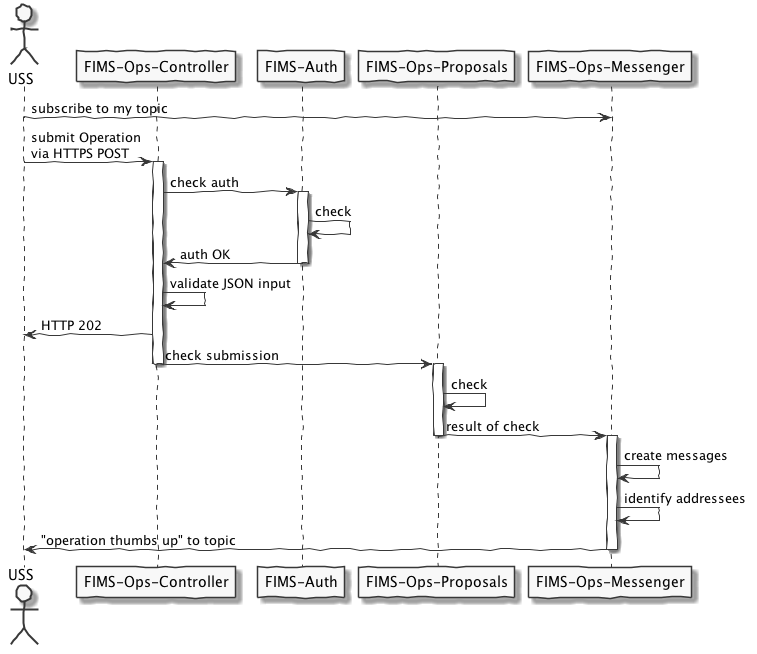 USS
FIMS-Ops-Controller
FIMS-Auth
FIMS-Ops-Proposals
FIMS-Ops-Messenger
subscribe to my topic
submit Operation
via HTTPS POST
check auth
check
auth OK
validate JSON input
HTTP 202
check submission
check
result of check
create messages
identify addressees
"operation thumbs up" to topic
USS
FIMS-Ops-Controller
FIMS-Auth
FIMS-Ops-Proposals
FIMS-Ops-Messenger